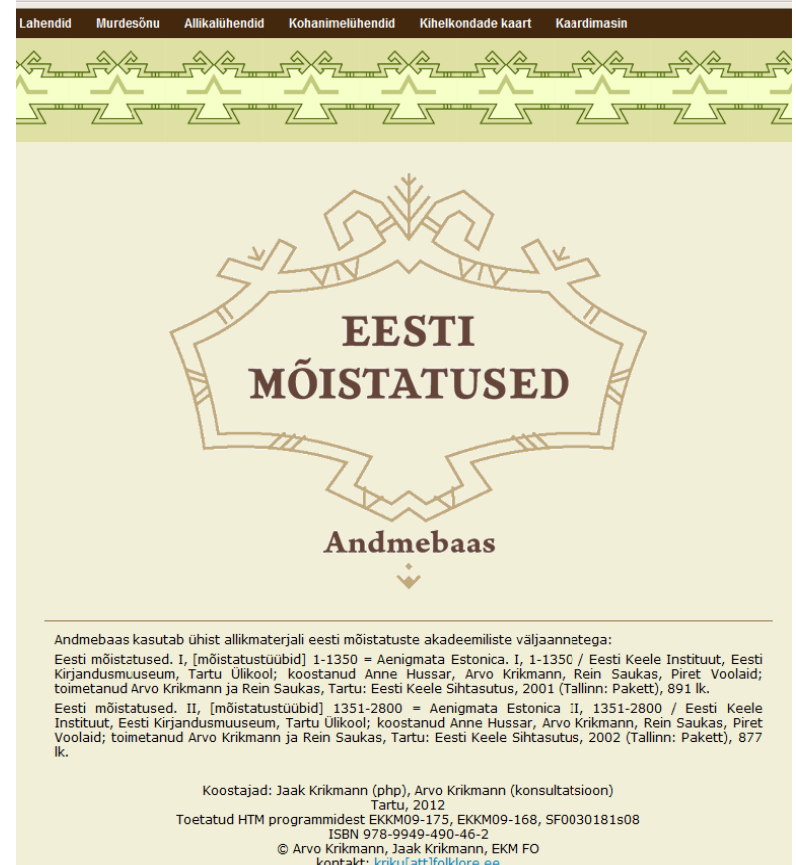 Lahendid Murdesõnu Allikalühendid Kohanimelühendid Kihelkondade kaart Kaardimasin
EESTI
MÕISTATUSED
Andmebaas
Andmebaas kasutab ühist allikmaterjali eesti mõistatuste akadeemiliste väljaannetega:
Eesti mõistatused. I, [mõistatustüübid] 1-1350 = Aenigmata Estonica. I, 1-1350 / Eesti Keele Instituut, Eesti
Kirjandusmuuseum, Tartu Ülikool; koostanud Anne Hussar, Arvo Krikmann, Rein Saukas, Piret Voolaid;
toimetanud Arvo Krikmann ja Rein Saukas, Tartu: Eesti Keele Sihtasutus, 2001 (Tallinn: Pakett), 891 lk.
Eesti mõistatused. II, [mõistatustüübid] 1351-2800 = Aenigmata Estonica II, 1351-2800 / Eesti Keele
Instituut, Eesti Kirjandusmuuseum, Tartu Ülikool; koostanud Anne Hussar, Arvo Krikmann, Rein Saukas, Piret
Voolaid; toimetanud Arvo Krikmann ja Rein Saukas, Tartu: Eesti Keele Sihtasutus, 2002 (Tallinn: Pakett), 877
lk.
Koostajad: Jaak Krikmann (php), Arvo Krikmann (konsultatsioon)
Tartu, 2012
Toetatud HTM programmidest EKKM09-175, EKKM09-168, SF0030181s08
ISBN 978-9949-490-46-2
© Arvo Krikmann, Jaak Krikmann, EKM FO
kontakt: kriku[att]folklore.ee